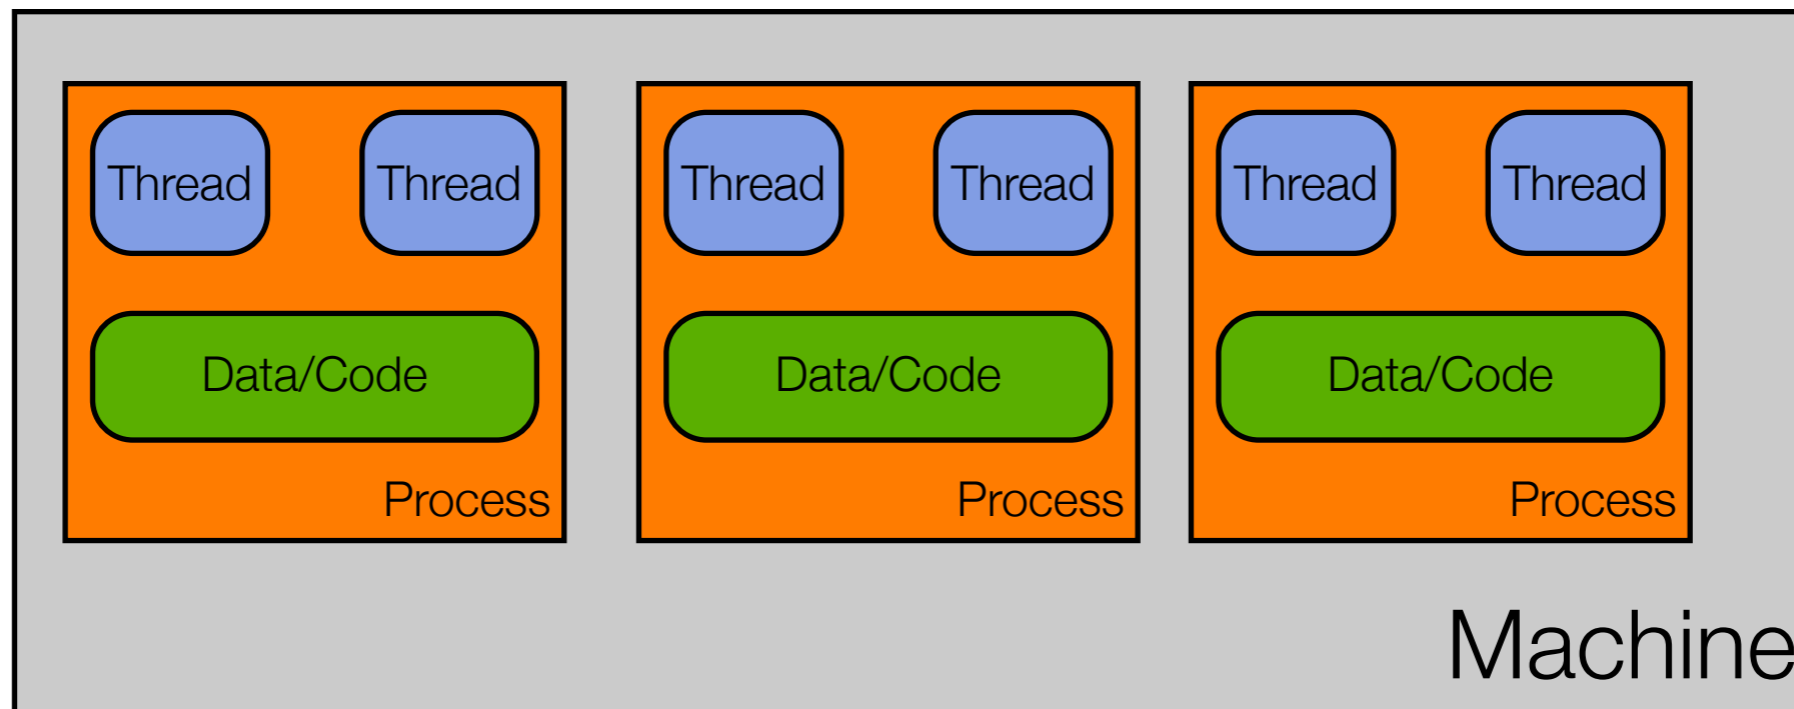 Thread Thread Thread Thread Thread Thread
Data/Code Data/Code Data/Code
Process Process Process
Machine